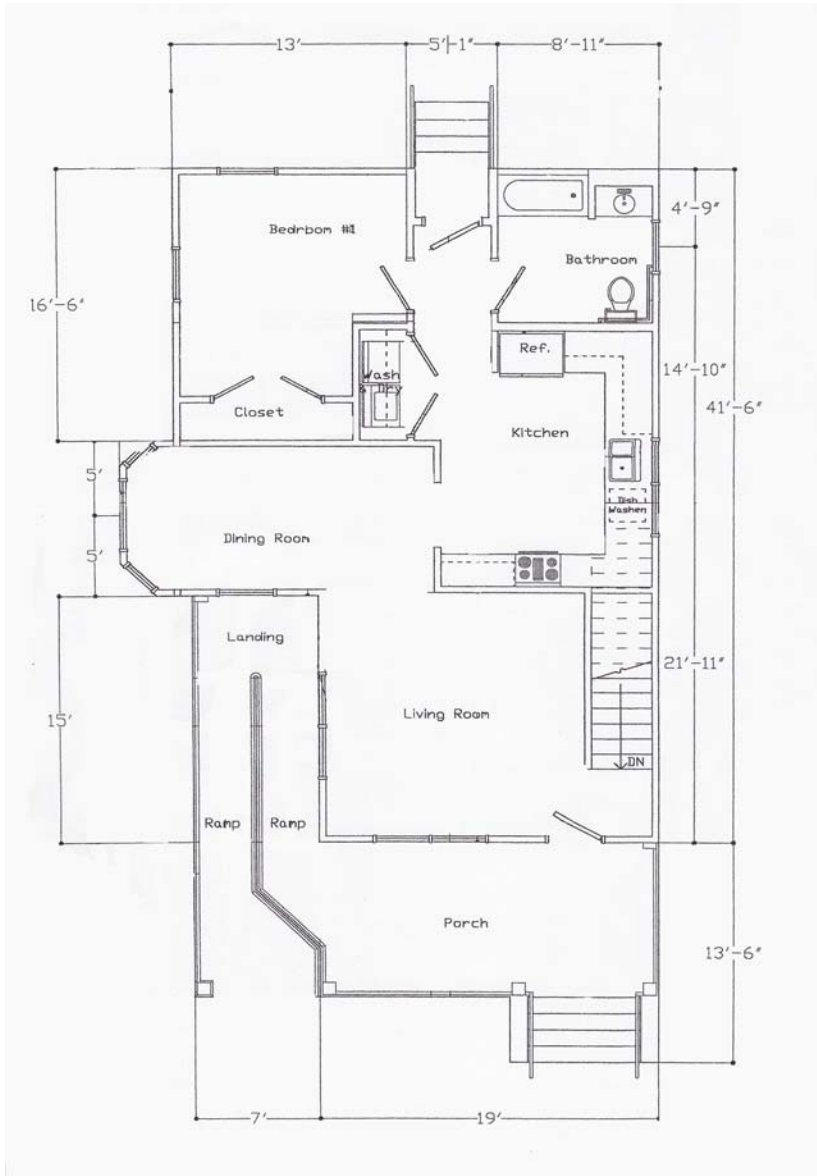 13' 5'-1" 8'-11"
4'-9"
Bedrbom #1
Bathroom
16'-6"
Ref.
14'-10"
Wash
& Dry
41'-6"
Closet
Kitchen
5'
Dish
Washen
Dining Room
5'
Landing
21'-11"
15'
Living Room
DN
Ramp Ramp
Porch
13'-6"
7' 19'